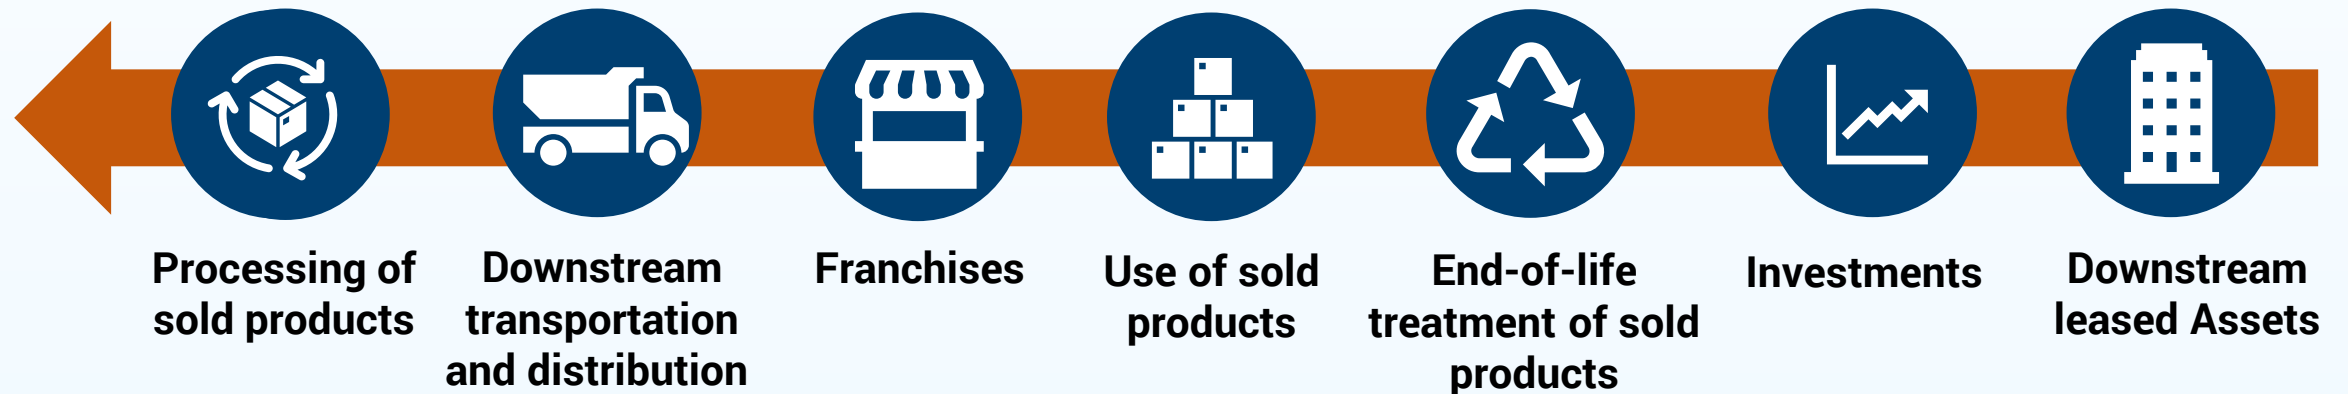 Processing of
sold products
Downstream
transportation
and distribution
Franchises
Use of sold
products
End-of-life
treatment of sold
products
Investments
Downstream
leased Assets